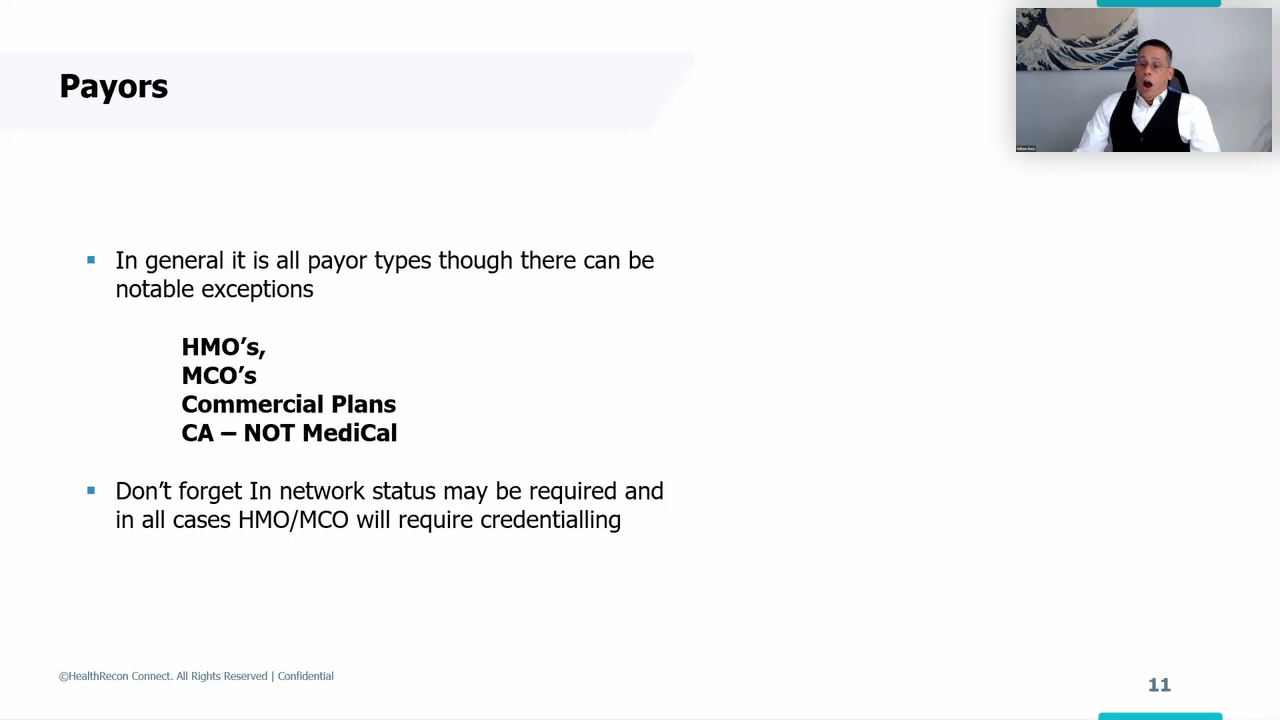 Payors
In general it is all payor types though there can be
notable exceptions
HMO’s,
MCO’s
Commercial Plans
CA – NOT MediCal
Don’t forget In network status may be required and
in all cases HMO/MCO will require credentialling
©HealthRecon Connect. All Rights Reserved | Confidential
11